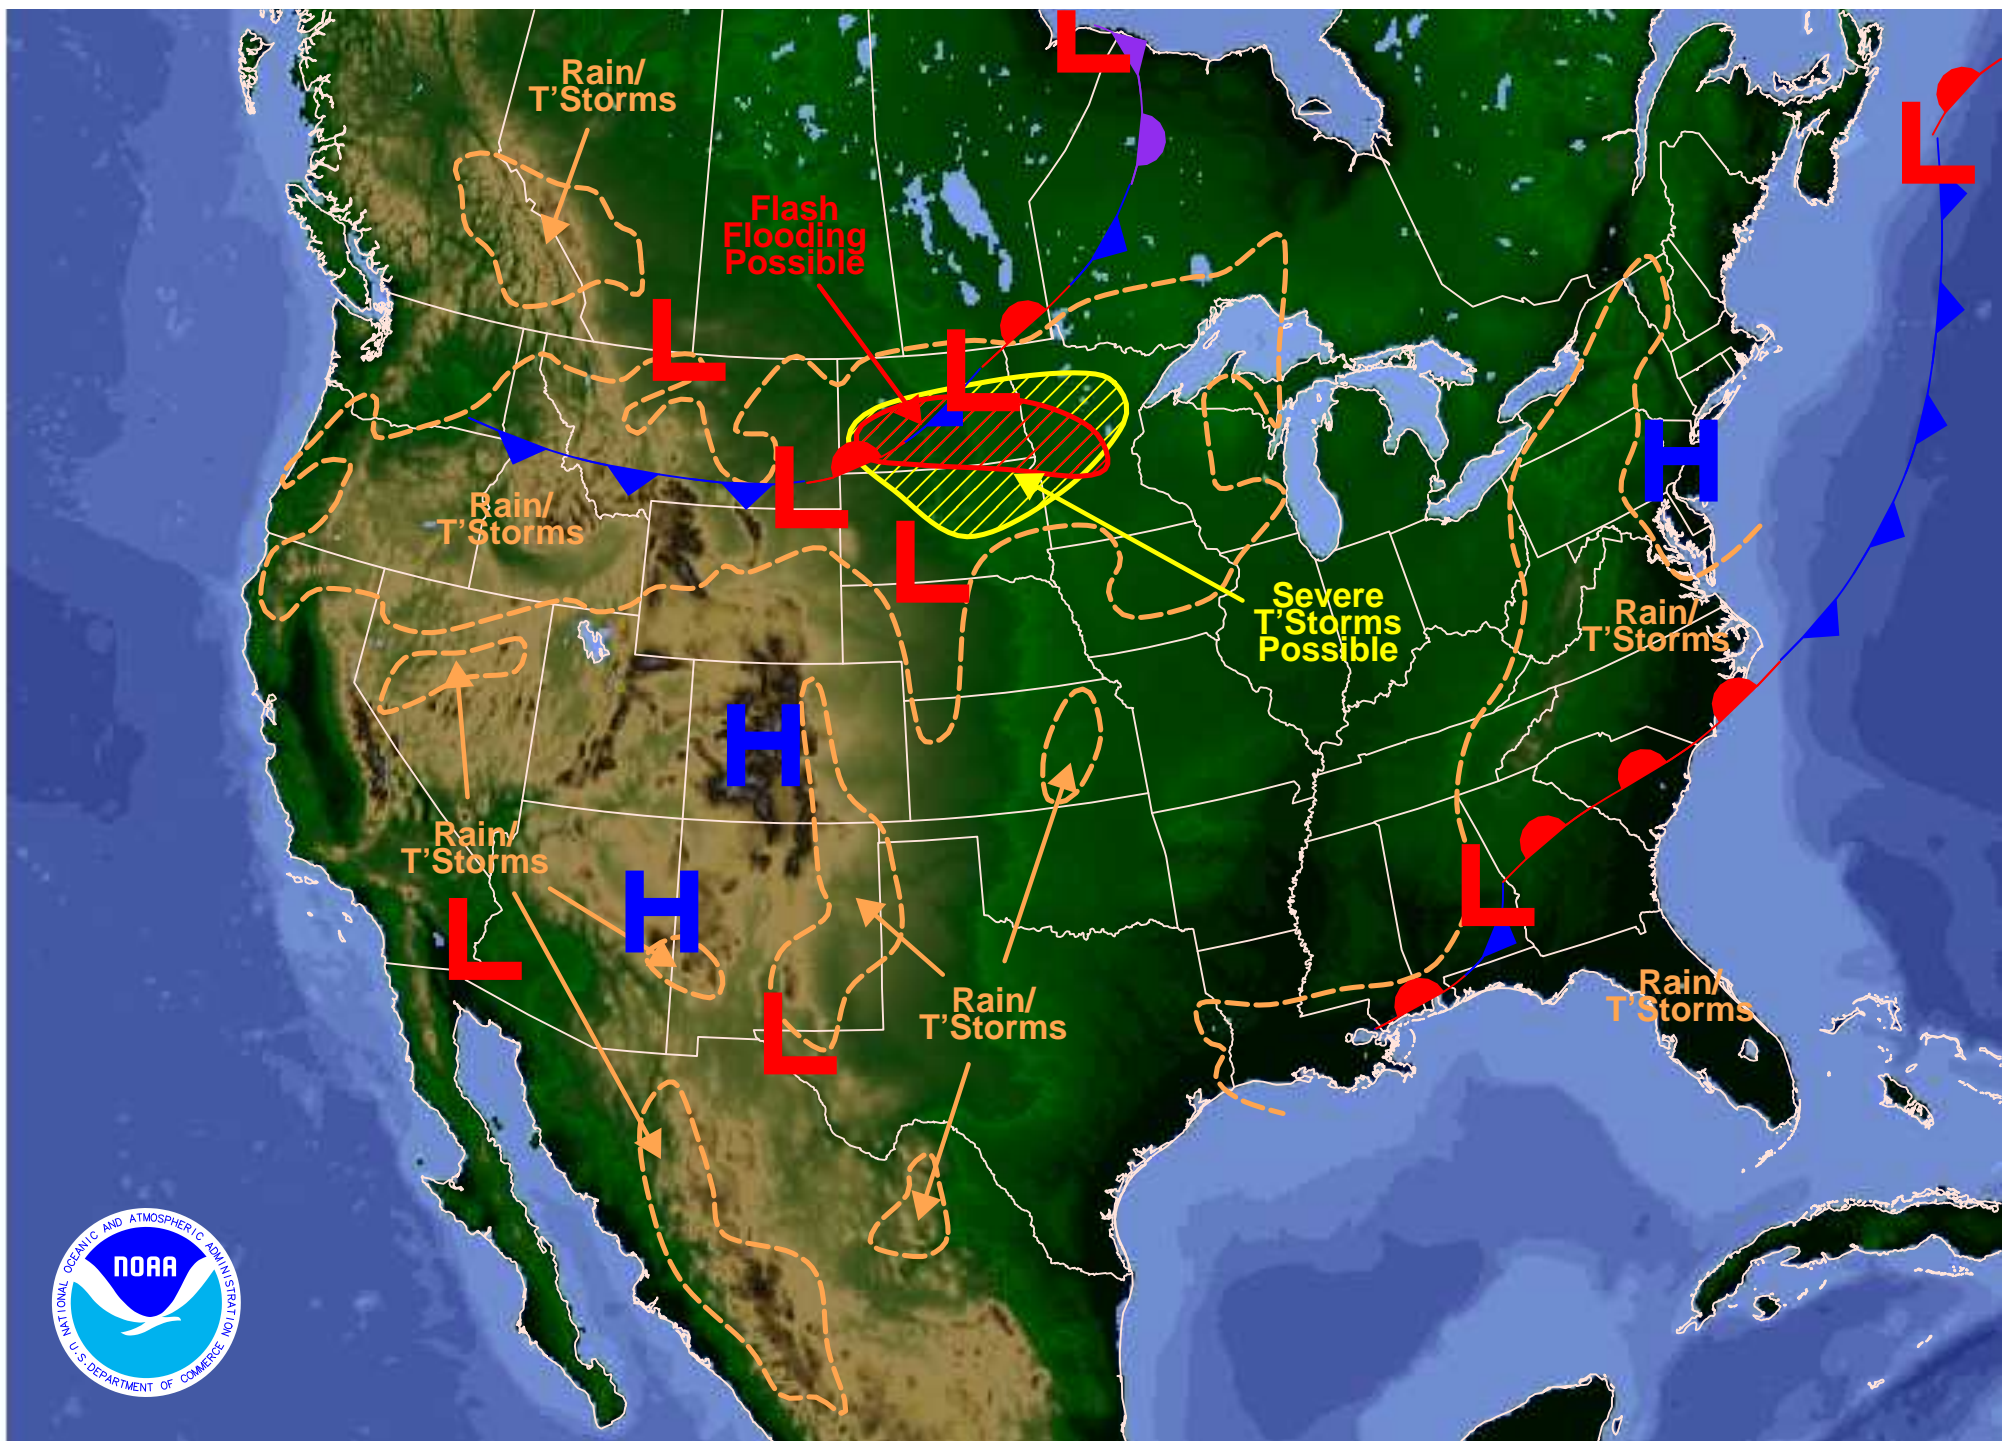 L
Rain/
T'Storms
L
Flash
Flooding
Possible
L
L
H
L
Rain/
T'Storms
L
Severe
T'Storms
Possible
Rain/
T'Storms
H
Rain/
T'Storms
H
L
L
Rain/
T'Storms
Rain/
T'Storms
L
NATIONAL OCEANIC AND ATMOSPHERIC ADMINISTRATION
NOAA
U.S. DEPARTMENT OF COMMERCE